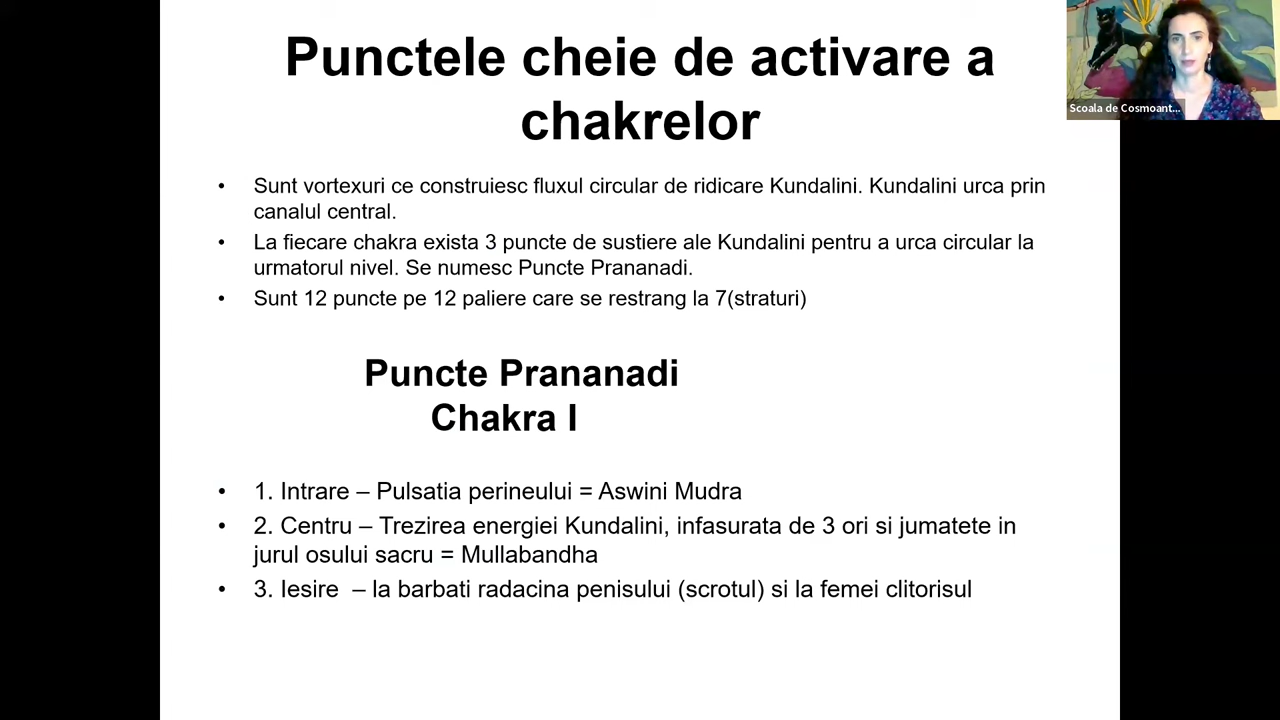 Punctele cheie de activare a
chakrelor
Scoala de Cosmoant...
• Sunt vortexuri ce construiesc fluxul circular de ridicare Kundalini. Kundalini urca prin
canalul central.
• La fiecare chakra exista 3 puncte de sustiere ale Kundalini pentru a urca circular la
urmatorul nivel. Se numesc Puncte Prananadi.
• Sunt 12 puncte pe 12 paliere care se restrang la 7(straturi)
Puncte Prananadi
Chakra I
• 1. Intrare – Pulsatia perineului = Aswini Mudra
• 2. Centru – Trezirea energiei Kundalini, infasurata de 3 ori si jumatete in
jurul osului sacru = Mullabandha
• 3. Iesire – la barbati radacina penisului (scrotul) si la femei clitorisul